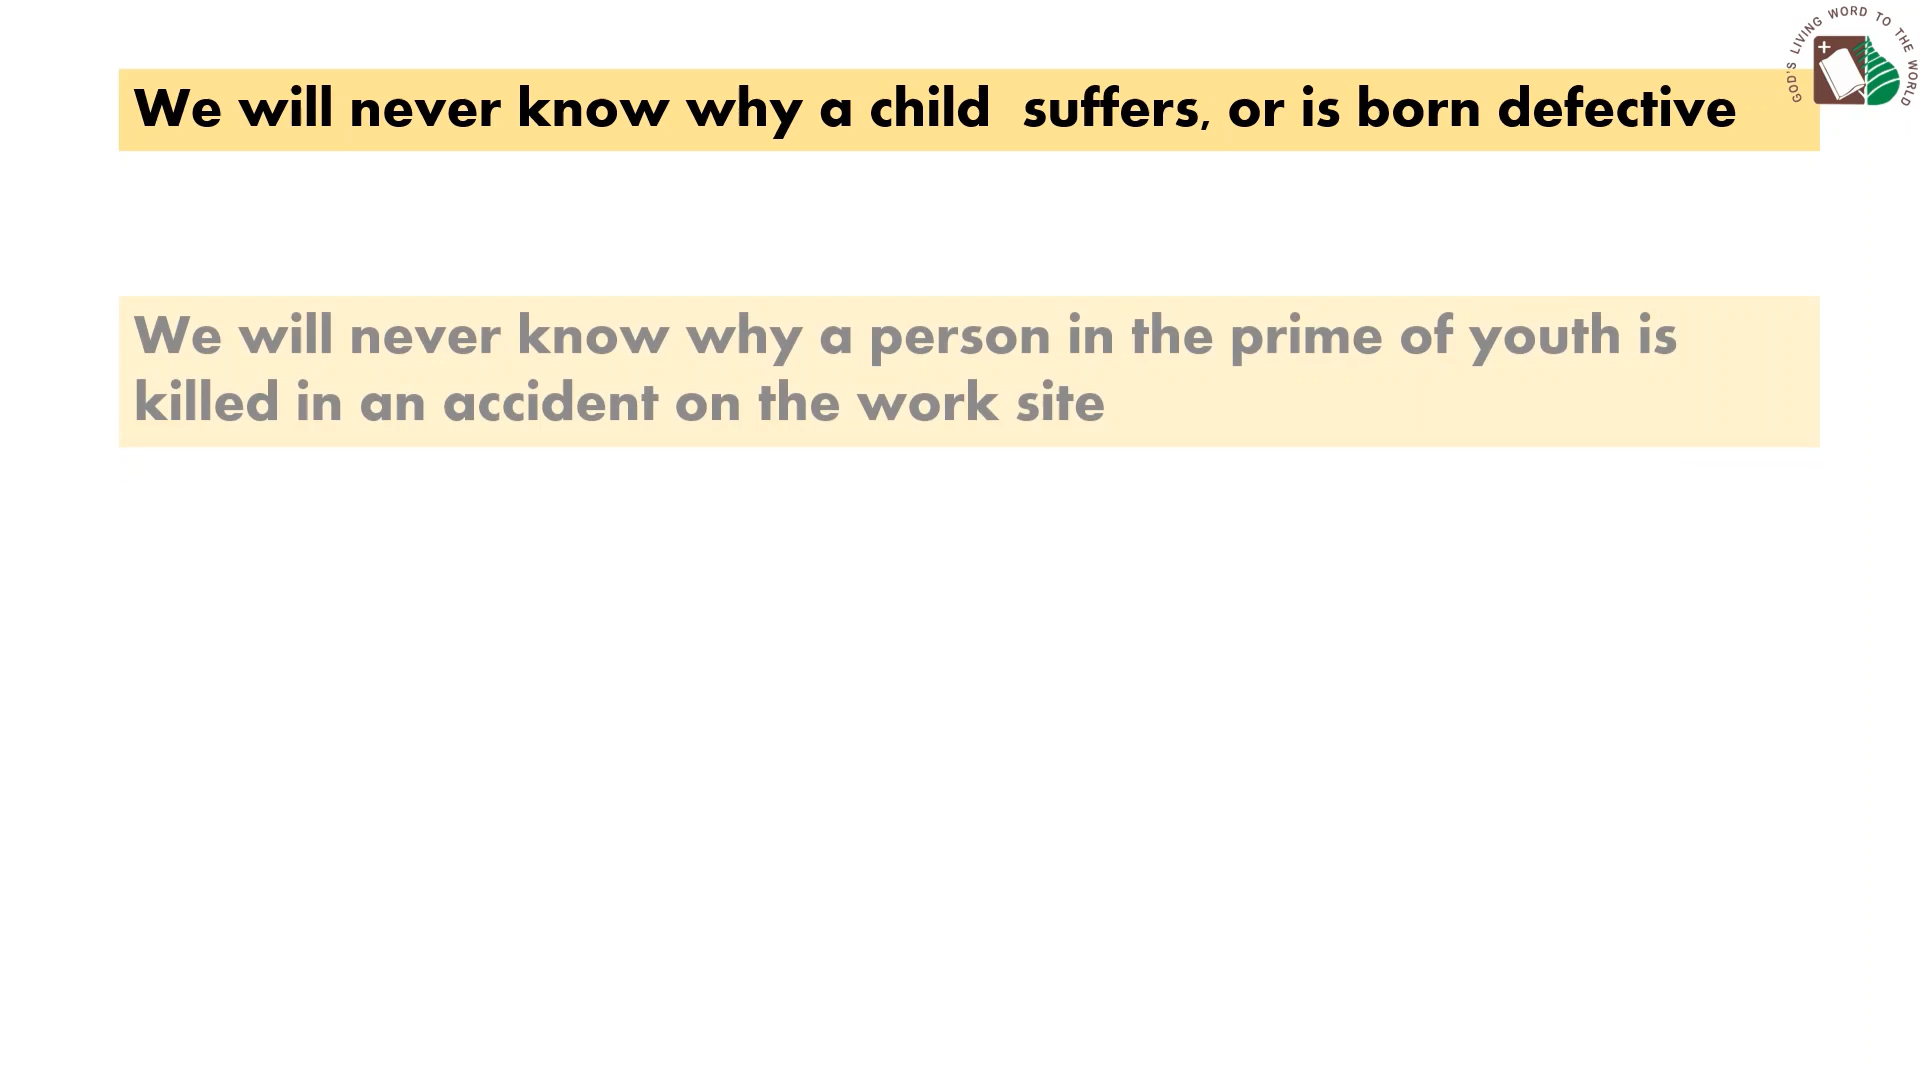 GOD'S LIVING WORD TO THE WORLD
We will never know why a child  suffers, or is born defective
We will never know why a person in the prime of youth is
killed in an accident on the work site